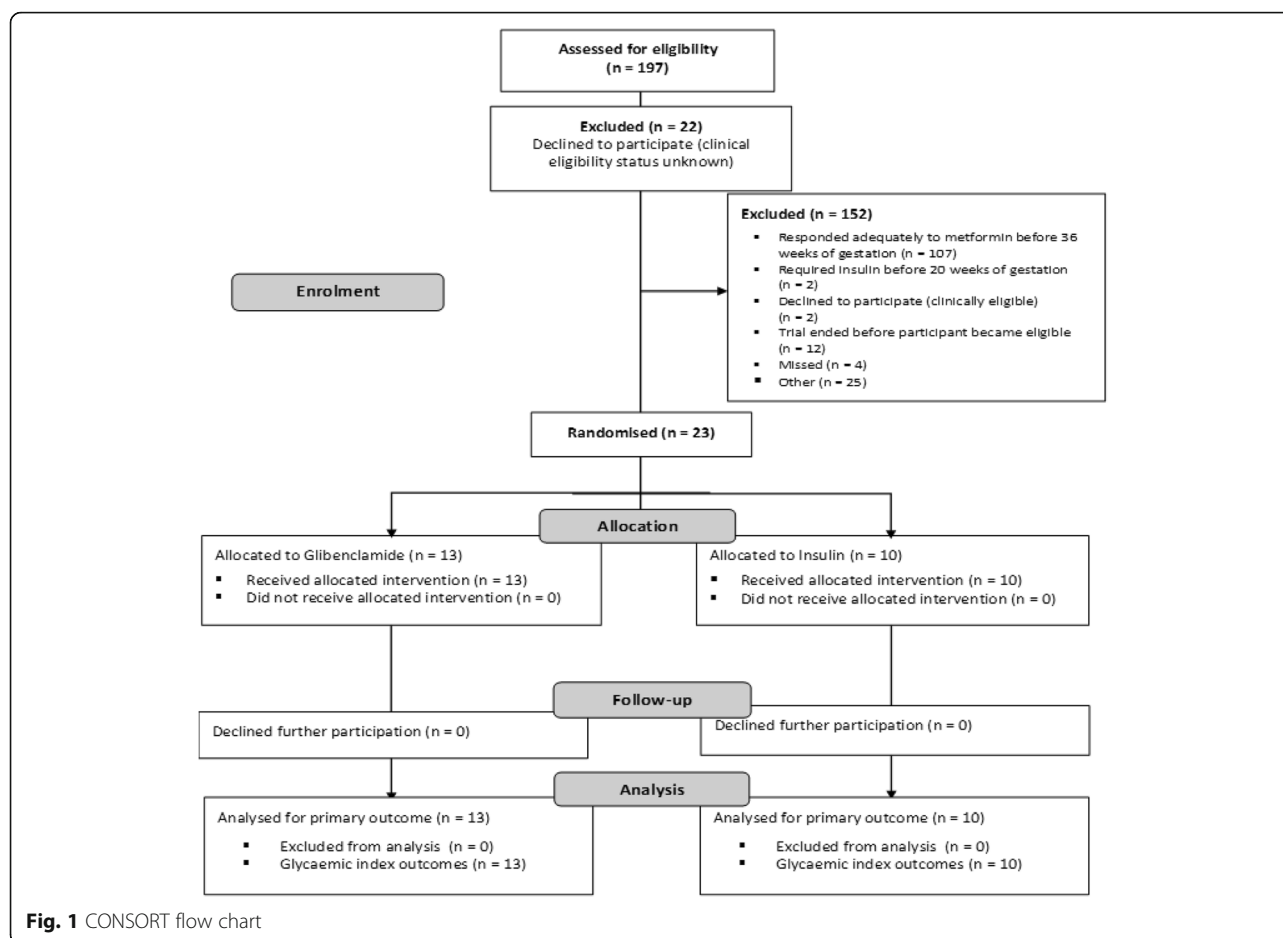 Assessed for eligibility
(n = 197)
Excluded (n = 22)
Declined to participate (clinical
eligibility status unknown)
Excluded (n = 152)
▪ Responded adequately to metformin before 36
weeks of gestation (n = 107)
▪ Required insulin before 20 weeks of gestation
(n = 2)
▪ Declined to participate (clinically eligible)
(n = 2)
▪ Trial ended before participant became eligible
(n = 12)
▪ Missed (n = 4)
▪ Other (n = 25)
Enrolment
Randomised (n = 23)
Allocation
Allocated to Glibenclamide (n = 13)
▪ Received allocated intervention (n = 13)
▪ Did not receive allocated intervention (n = 0)
Allocated to Insulin (n = 10)
▪ Received allocated intervention (n = 10)
▪ Did not receive allocated intervention (n = 0)
Follow-up
Declined further participation (n = 0)
Declined further participation (n = 0)
Analysis
Analysed for primary outcome (n = 13)
▪ Excluded from analysis (n = 0)
▪ Glycaemic index outcomes (n = 13)
Analysed for primary outcome (n = 10)
▪ Excluded from analysis (n = 0)
▪ Glycaemic index outcomes (n = 10)
Fig. 1 CONSORT flow chart